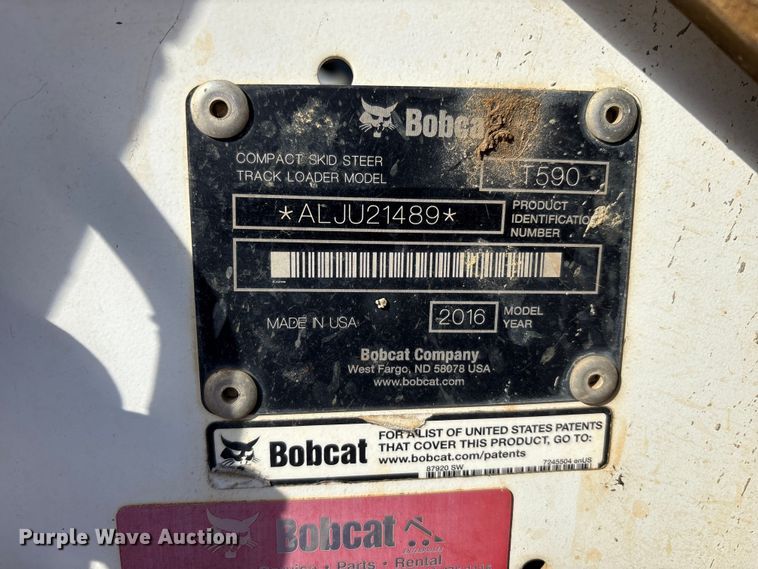 Bobcat
COMPACT SKID STEER
TRACK LOADER MODEL
T590
*ALJU21489*
PRODUCT
IDENTIFICATION
NUMBER
MADE IN USA
2016
MODEL
YEAR
Bobcat Company
West Fargo, ND 58078 USA
www.bobcat.com
Bobcat
FOR A LIST OF UNITED STATES PATENTS
THAT COVER THIS PRODUCT, GO TO:
www.bobcat.com/patents
87920 SW
7245504 enUS
Bobcat
Parts · Rental
Purple Wave Auction